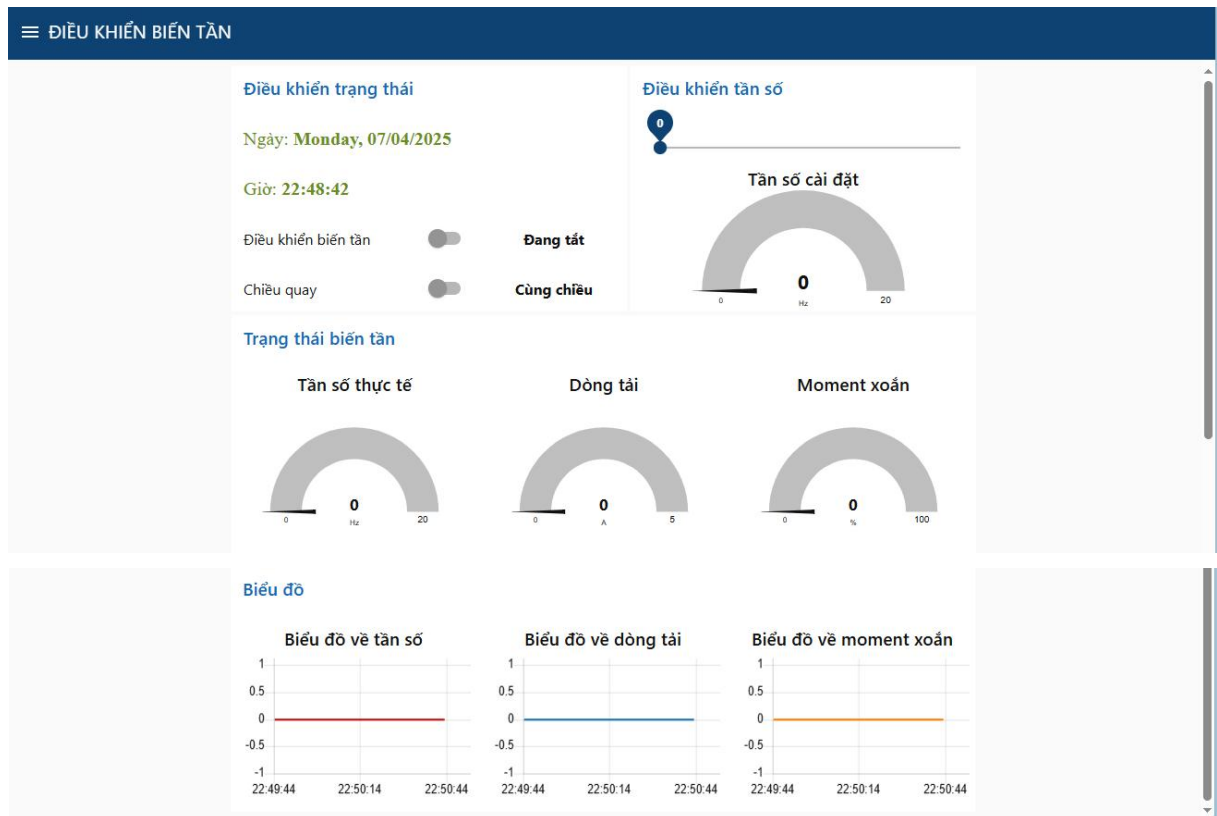 ĐIỀU KHIỂN BIẾN TẦN
Điều khiển trạng thái
Ngày: Monday, 07/04/2025
Giờ: 22:48:42
Điều khiển biến tần Đang tắt
Chiều quay Cùng chiều
Điều khiển tần số
0
Tần số cài đặt
0
0 Hz 20
Trạng thái biến tần
Tần số thực tế Dòng tải Moment xoắn
0 0 0
0 Hz 20 0 A 5 0 % 100
Biểu đồ
Biểu đồ về tần số
1
0.5
0
-0.5
-1
22:49:44 22:50:14 22:50:44
Biểu đồ về dòng tải
1
0.5
0
-0.5
-1
22:49:44 22:50:14 22:50:44
Biểu đồ về moment xoắn
1
0.5
0
-0.5
-1
22:49:44 22:50:14 22:50:44